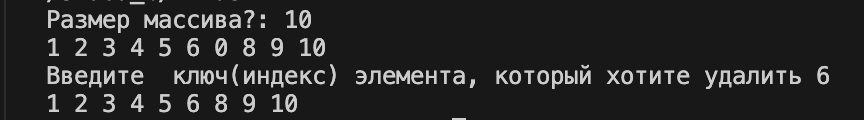 Размер массива?: 10
1 2 3 4 5 6 0 8 9 10
Введите  ключ(индекс) элемента, который хотите удалить 6
1 2 3 4 5 6 8 9 10